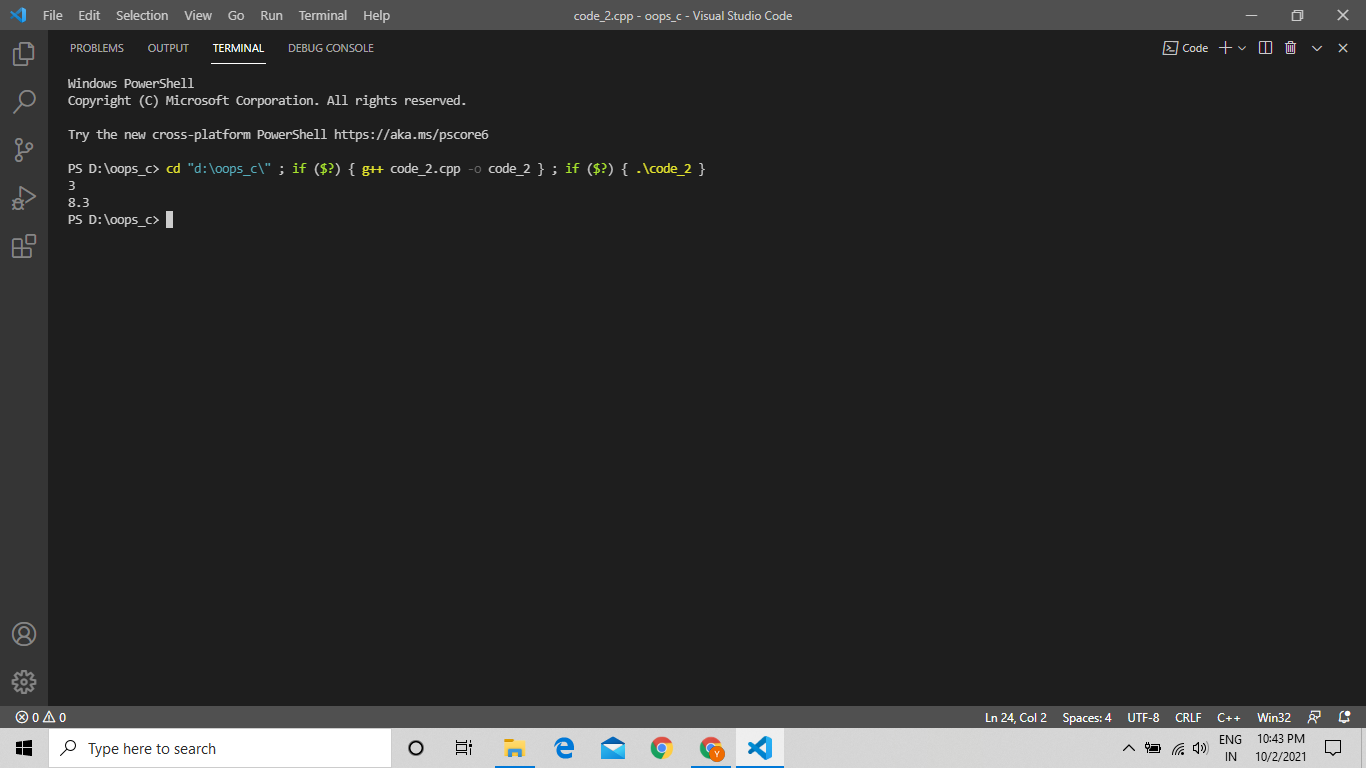 File Edit Selection View Go Run Terminal Help
code_2.cpp - oops_c - Visual Studio Code
PROBLEMS OUTPUT TERMINAL DEBUG CONSOLE
Code
Windows PowerShell
Copyright (C) Microsoft Corporation. All rights reserved.
Try the new cross-platform PowerShell https://aka.ms/pscore6
PS D:\oops_c> cd "d:\oops_c\" ; if ($?) { g++ code_2.cpp -o code_2 } ; if ($?) { .\code_2 }
3
8.3
PS D:\oops_c>
0 0
Ln 24, Col 2 Spaces: 4 UTF-8 CRLF C++ Win32
Type here to search
Y
ENG
IN
10:43 PM
10/2/2021